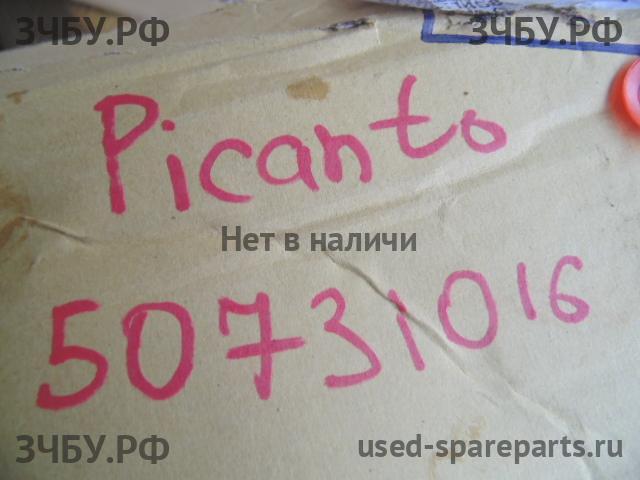 ЗЧБУ.РФ ЗЧБУ.РФ
Picanto
Нет в наличи
50731016
ЗЧБУ.РФ used-spareparts.ru